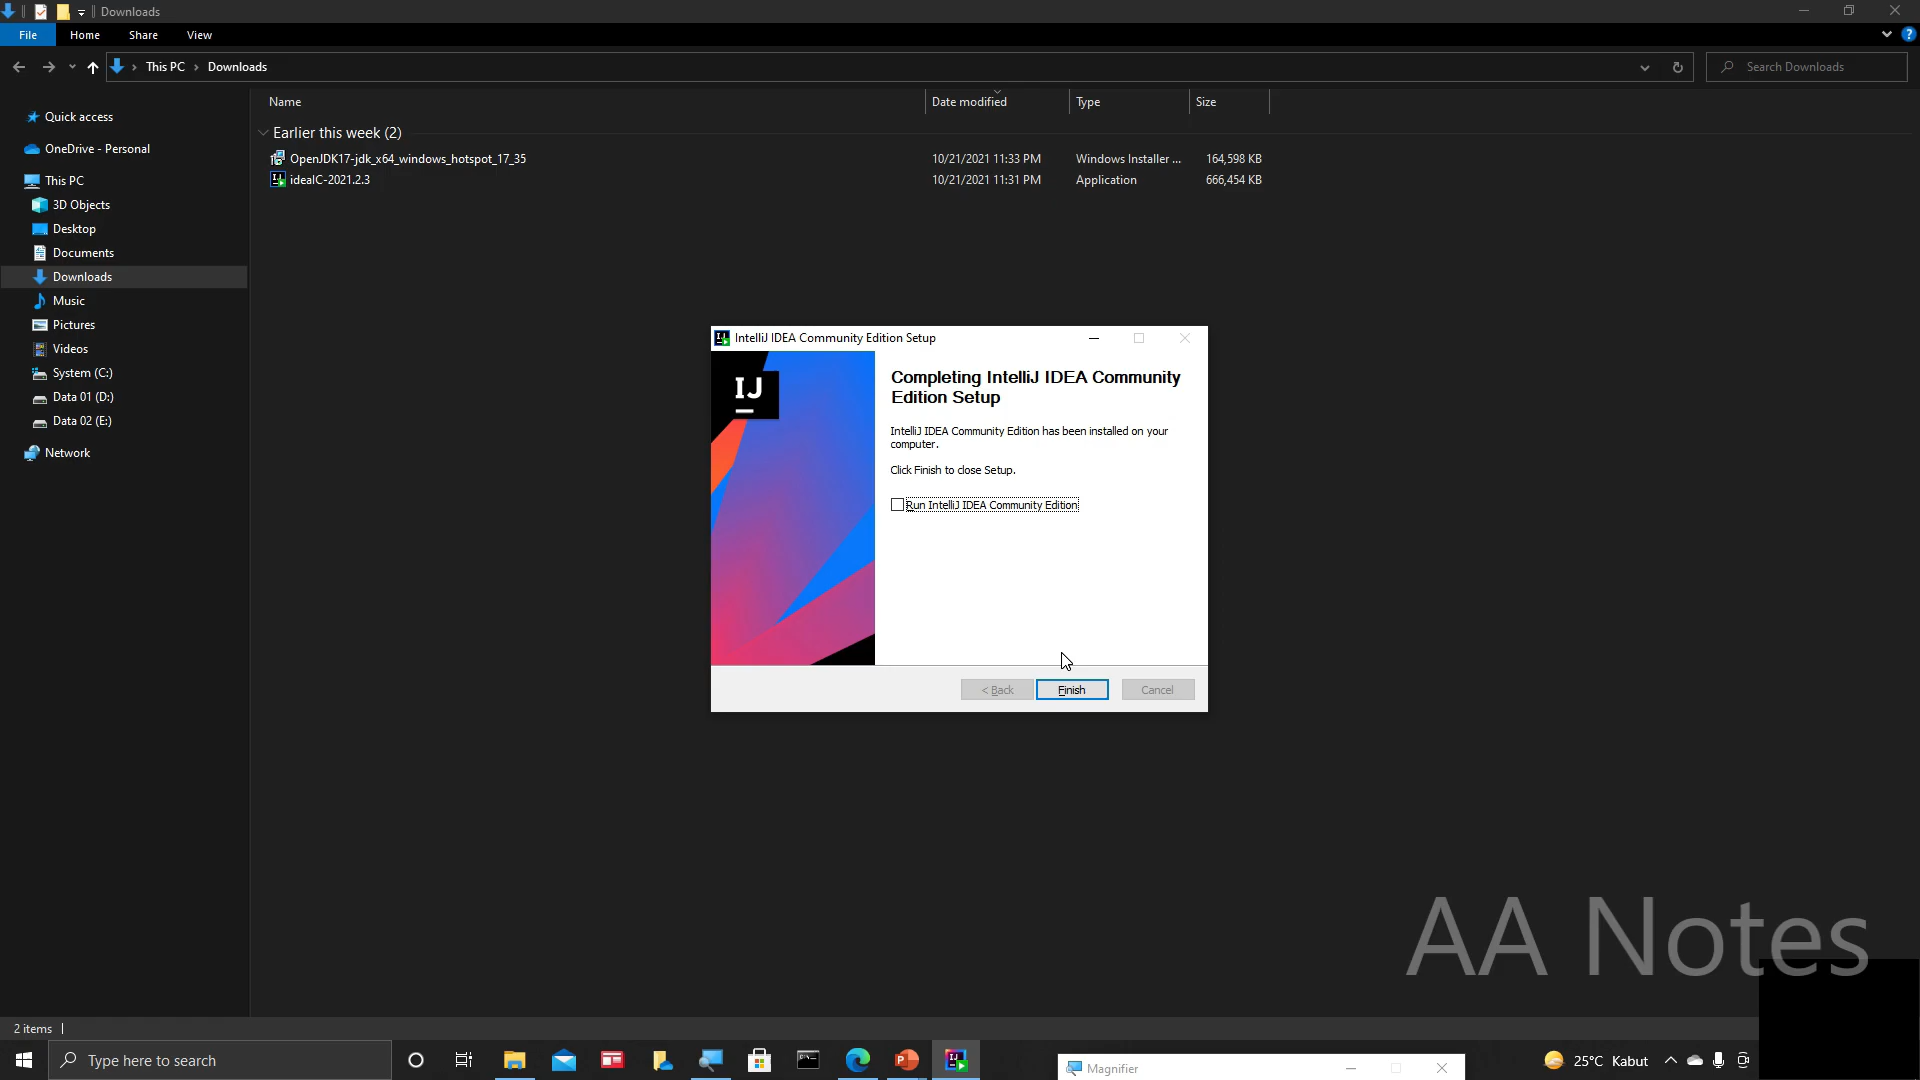 Downloads
File Home Share View
This PC Downloads
Search Downloads
Name Date modified Type Size
Quick access
Earlier this week (2)
OneDrive - Personal
OpenJDK17-jdk_x64_windows_hotspot_17_35 10/21/2021 11:33 PM Windows Installer ... 164,598 KB
ideaIC-2021.2.3 10/21/2021 11:31 PM Application 666,454 KB
This PC
3D Objects
Desktop
Documents
Downloads
Music
Pictures
Videos
System (C:)
Data 01 (D:)
Data 02 (E:)
Network
IntelliJ IDEA Community Edition Setup
IJ
Completing IntelliJ IDEA Community
Edition Setup
IntelliJ IDEA Community Edition has been installed on your
computer.
Click Finish to close Setup.
Run IntelliJ IDEA Community Edition
< Back Finish Cancel
AA Notes
2 items
Type here to search
Magnifier
25°C Kabut